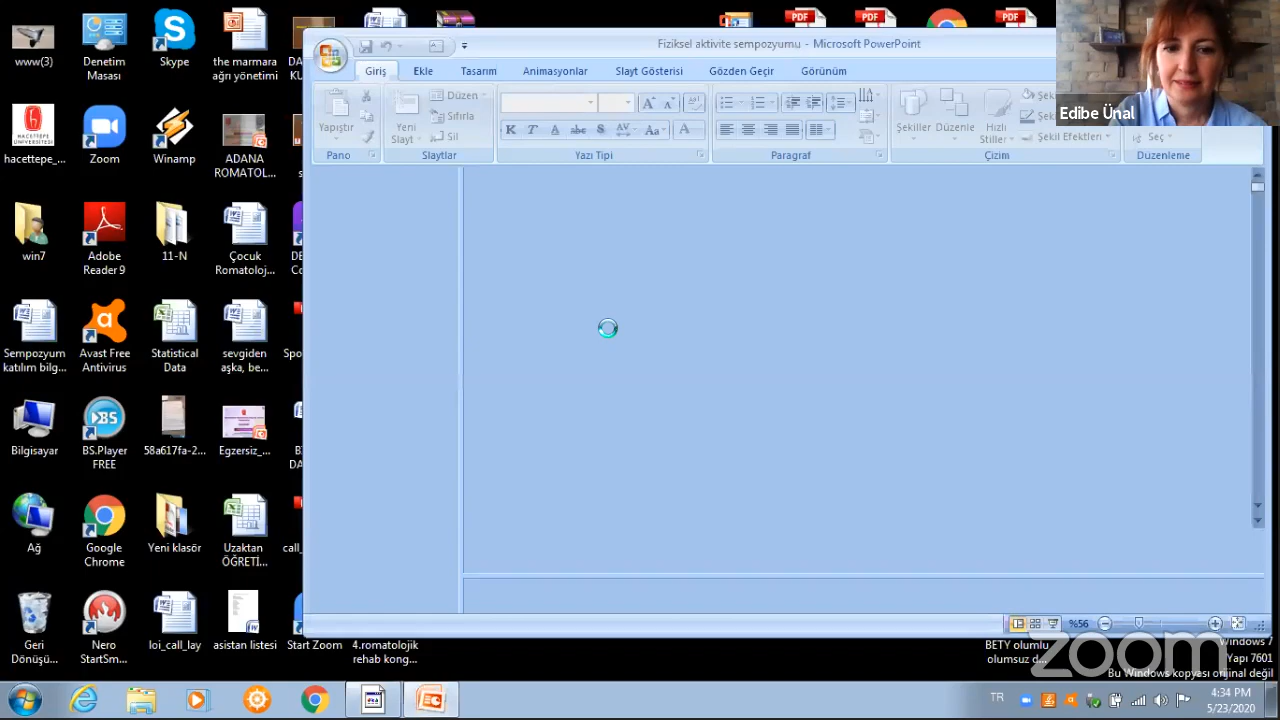 www(3)
Denetim
Masası
Skype
the marmara
ağrı yönetimi
hacettepe_...
Zoom
Winamp
ADANA
ROMATOL...
win7
Adobe
Reader 9
11-N
Çocuk
Romatoloj...
Sempozyum
katılım bilg...
Avast Free
Antivirus
Statistical
Data
sevgiden
aşka, be...
Bilgisayar
BS.Player
FREE
58a617fa-2...
Egzersiz_...
Ağ
Google
Chrome
Yeni klasör
Uzaktan
ÖĞRETİ...
Geri
Dönüşü...
Nero
StartSm...
loi_call_lay
asistan listesi
Start Zoom
4.romatolojik
rehab kong...
Fiziksel aktivite sempozyumu - Microsoft PowerPoint
Giriş
Ekle
Tasarım
Animasyonlar
Slayt Gösterisi
Gözden Geçir
Görünüm
Yapıştır
Pano
Yeni
Slayt
Düzen
Sıfırla
Sil
Slaytlar
Yazı Tipi
Paragraf
Şekiller
Düzenle
Hızlı
Stiller
Şekil Efektleri
Çizim
Seç
Düzenleme
Edibe Ünal
%56
BETY olumlu
olumsuz d...
Windows 7
Yapı 7601
Bu Windows kopyası orijinal değil
zoom
TR
4:34 PM
5/23/2020